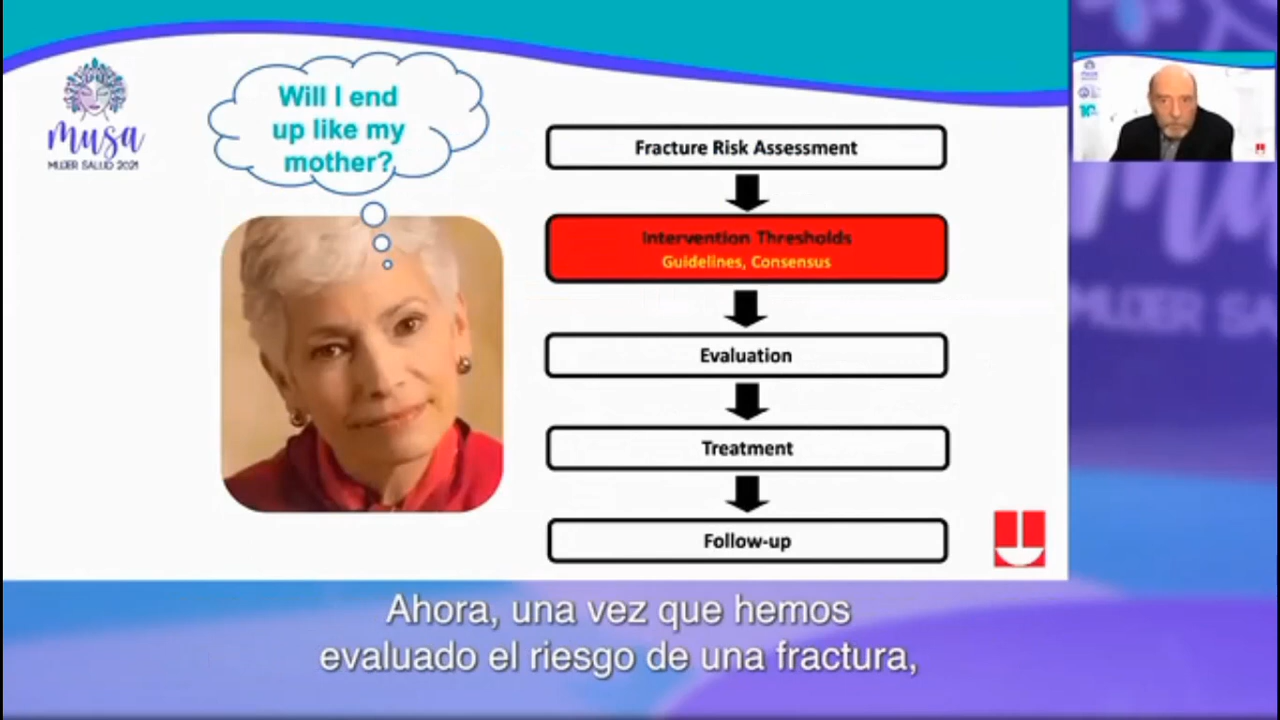 musa
MUJER SALUD 2021
Will I end
up like my
mother?
Fracture Risk Assessment
Intervention Thresholds
Guidelines, Consensus
Evaluation
Treatment
Follow-up
Ahora, una vez que hemos
evaluado el riesgo de una fractura,